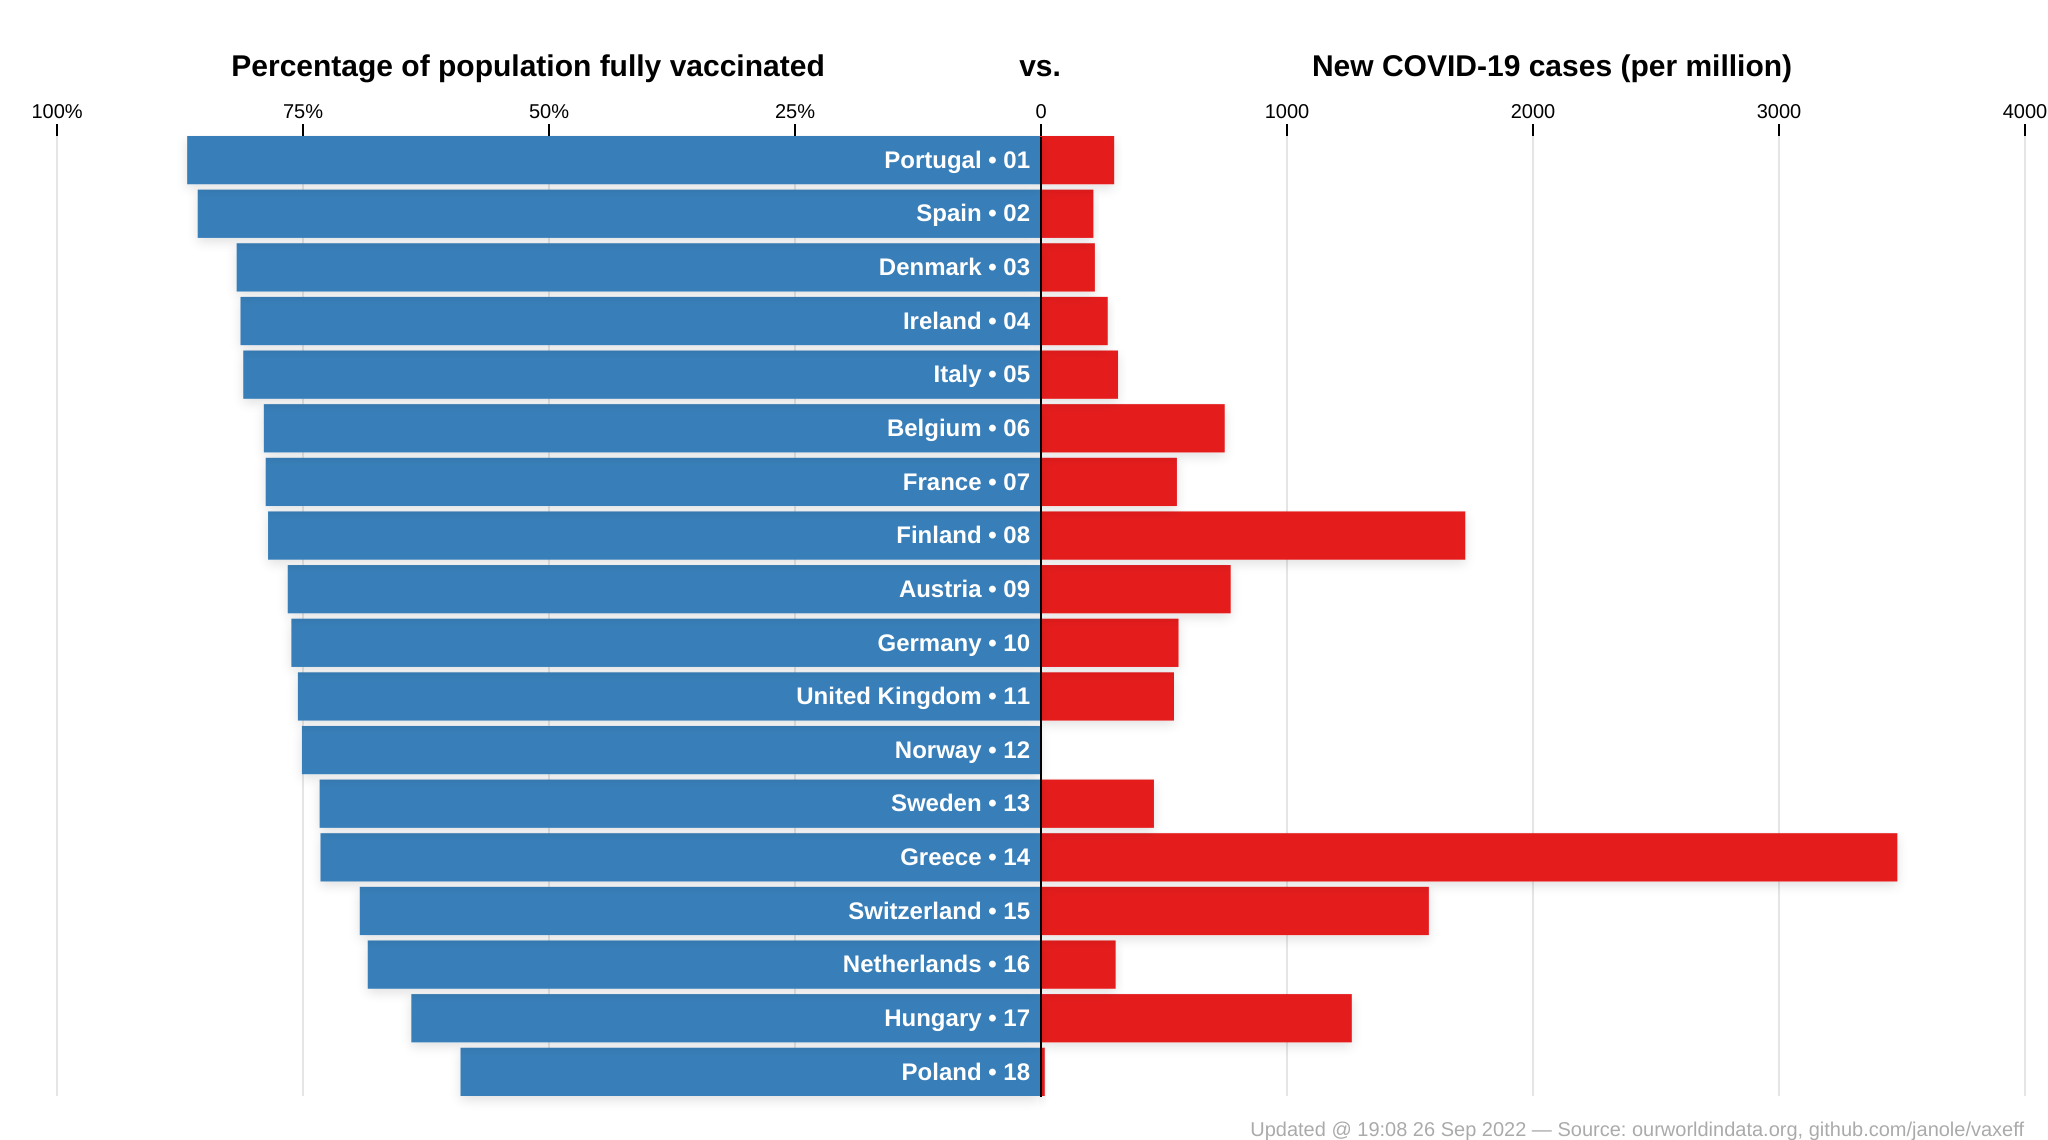 Percentage of population fully vaccinated vs. New COVID-19 cases (per million)
100% 75% 50% 25% 0 1000 2000 3000 4000
Portugal • 01
Spain • 02
Denmark • 03
Ireland • 04
Italy • 05
Belgium • 06
France • 07
Finland • 08
Austria • 09
Germany • 10
United Kingdom • 11
Norway • 12
Sweden • 13
Greece • 14
Switzerland • 15
Netherlands • 16
Hungary • 17
Poland • 18
Updated @ 19:08 26 Sep 2022 — Source: ourworldindata.org, github.com/janole/vaxeff